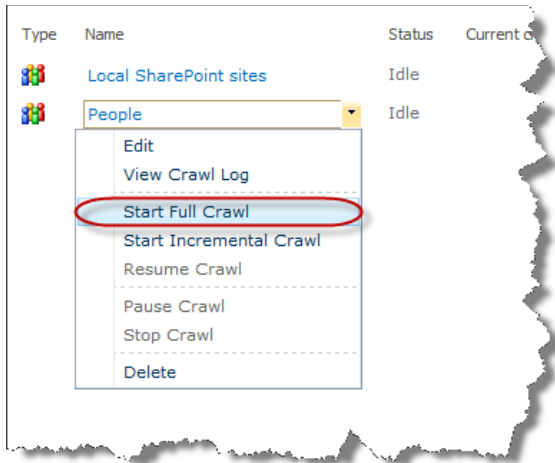 Type Name Status Current c
Local SharePoint sites Idle
People Idle
Edit
View Crawl Log
Start Full Crawl
Start Incremental Crawl
Resume Crawl
Pause Crawl
Stop Crawl
Delete